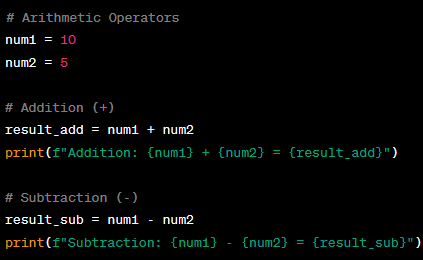 # Arithmetic Operators
num1 = 10
num2 = 5
# Addition (+)
result_add = num1 + num2
print(f"Addition: {num1} + {num2} = {result_add}")
# Subtraction (-)
result_sub = num1 - num2
print(f"Subtraction: {num1} - {num2} = {result_sub}")